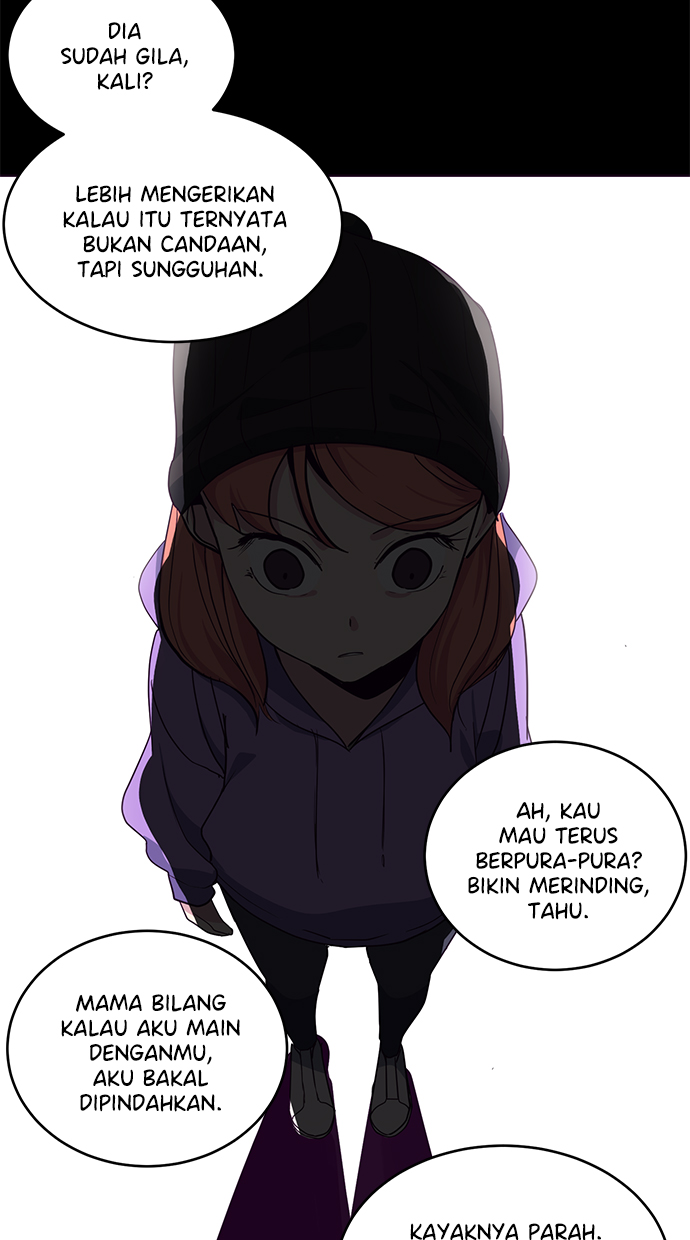 DIA
SUDAH GILA,
KALI?
LEBIH MENGERIKAN
KALAU ITU TERNYATA
BUKAN CANDAAN,
TAPI SUNGGUHAN.
AH, KAU
MAU TERUS
BERPURA-PURA?
BIKIN MERINDING,
TAHU.
MAMA BILANG
KALAU AKU MAIN
DENGANMU,
AKU BAKAL
DIPINDAHKAN.
KAYAKNYA PARAH.